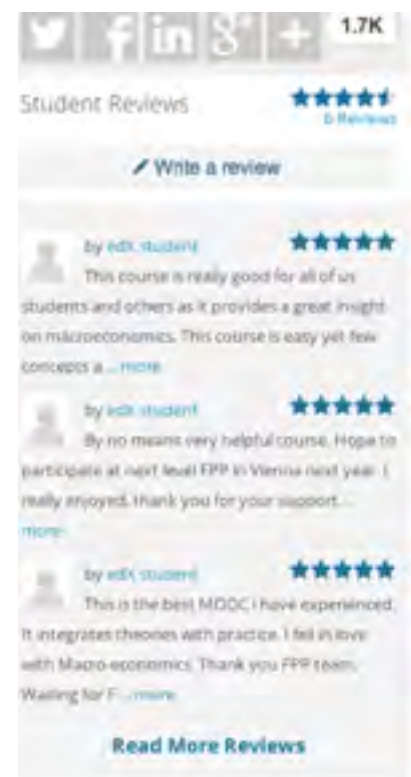 f in g+ + 1.7K
Student Reviews
6 Reviews
Write a review
by edX student
This course is really good for all of us
students and others as it provides a great insight
on macroeconomics. This course is easy yet few
concepts a ... more
by edX student
By no means very helpful course. Hope to
participate at next level FPP in Vienna next year. I
really enjoyed, thank you for your support. ...
more
by edX student
This is the best MOOC I have experienced.
It integrates theories with practice. I fell in love
with Macro-economics. Thank you FPP team.
Waiting for F ... more
Read More Reviews